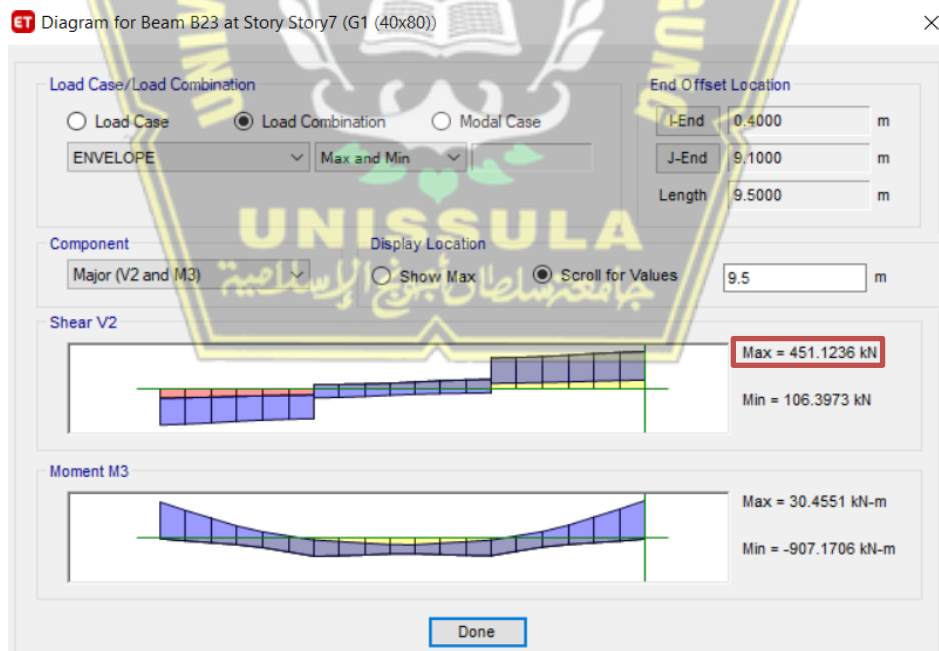 ET Diagram for Beam B23 at Story Story7 (G1 (40x80))
Load Case/Load Combination
Load Case Load Combination Modal Case
ENVELOPE Max and Min
End Offset Location
I-End 0.4000 m
J-End 9.1000 m
Length 9.5000 m
UNISSULA
جامعة سلطان أجونج الإسلامية
Component
Major (V2 and M3)
Display Location
Show Max Scroll for Values 9.5 m
Shear V2
Max = 451.1236 kN
Min = 106.3973 kN
Moment M3
Max = 30.4551 kN-m
Min = -907.1706 kN-m
Done